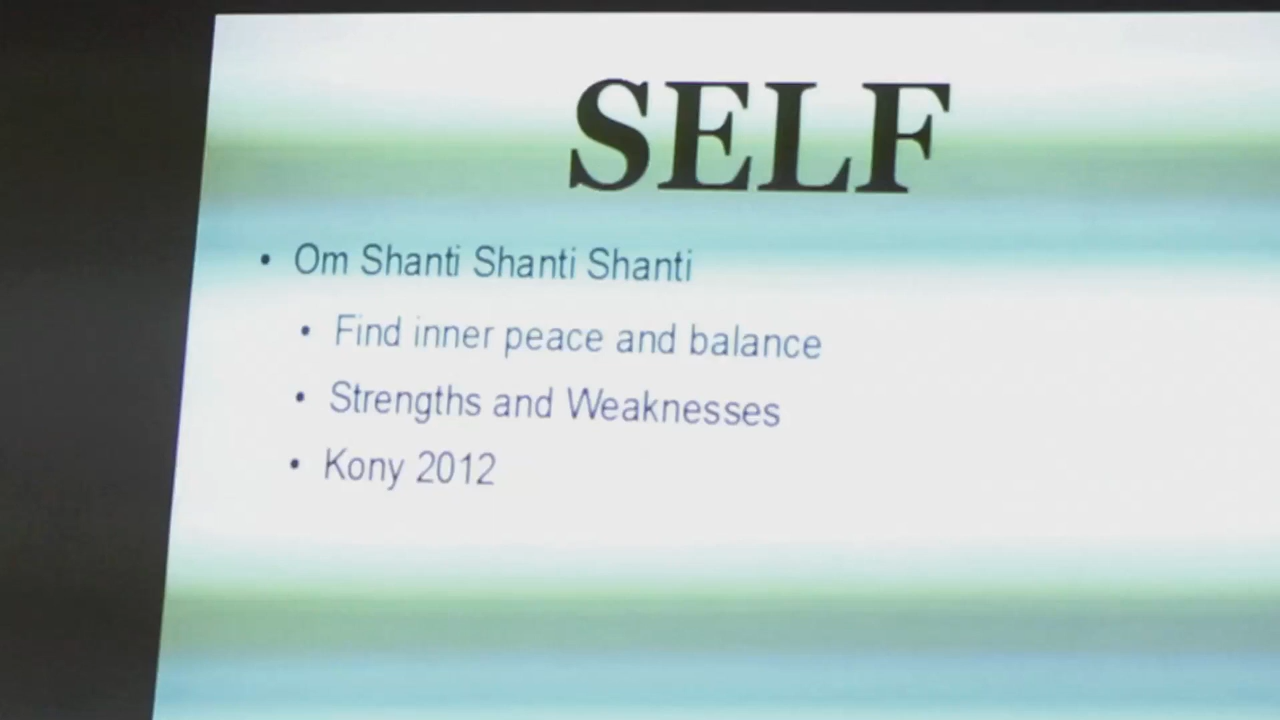 SELF
• Om Shanti Shanti Shanti
• Find inner peace and balance
• Strengths and Weaknesses
• Kony 2012